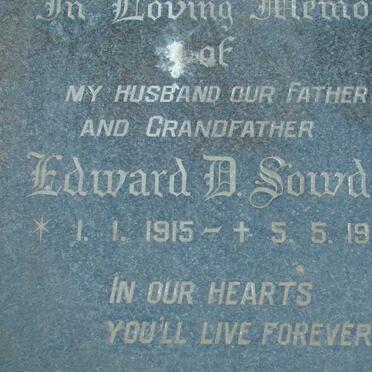 In Loving Memo
of
MY HUSBAND OUR FATHER
AND GRANDFATHER
Edward D. Sowd
* 1. 1. 1915 – † 5. 5. 19
IN OUR HEARTS
YOU'LL LIVE FOREVER